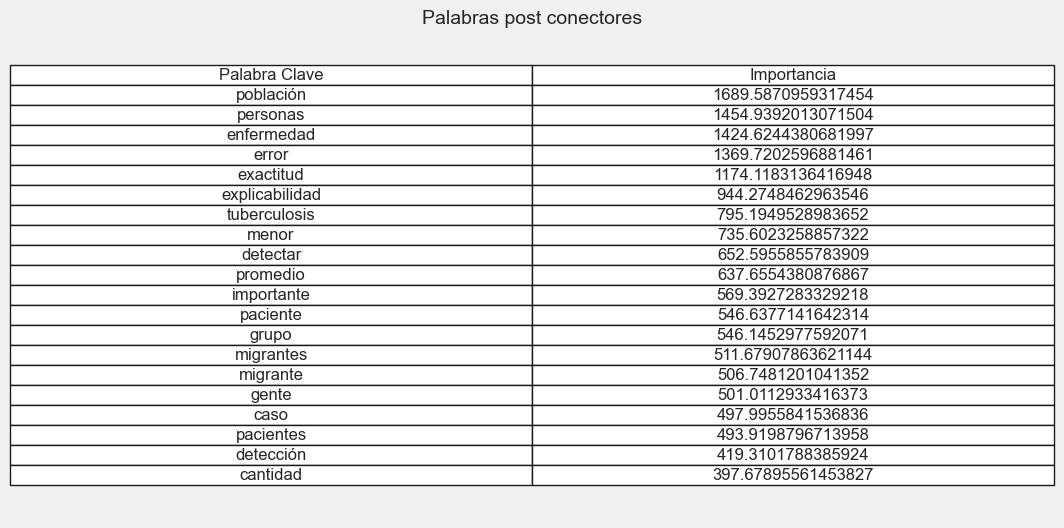 Palabras post conectores
Palabra Clave Importancia
población 1689.5870959317454
personas 1454.9392013071504
enfermedad 1424.6244380681997
error 1369.7202596881461
exactitud 1174.1183136416948
explicabilidad 944.2748462963546
tuberculosis 795.1949528983652
menor 735.6023258857322
detectar 652.5955855783909
promedio 637.6554380876867
importante 569.3927283329218
paciente 546.6377141642314
grupo 546.1452977592071
migrantes 511.67907863621144
migrante 506.7481201041352
gente 501.0112933416373
caso 497.9955841536836
pacientes 493.9198796713958
detección 419.3101788385924
cantidad 397.67895561453827